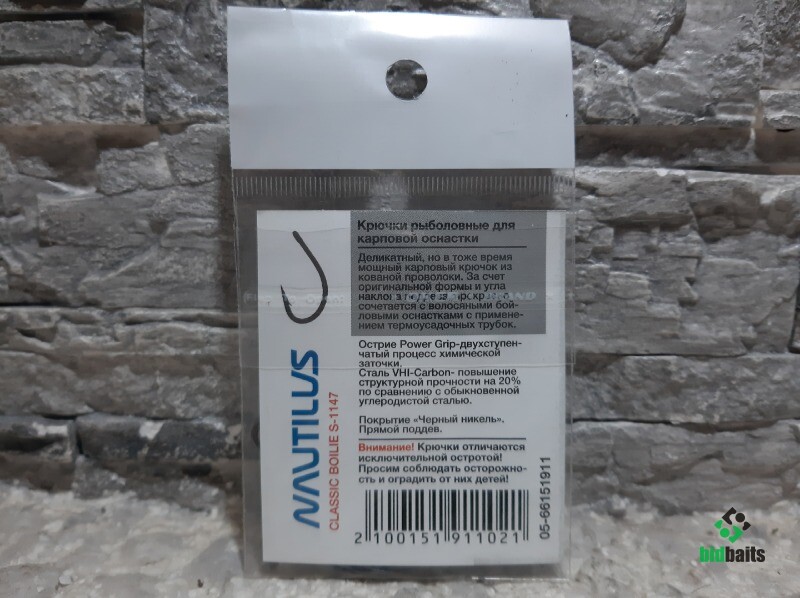 Крючки рыболовные для
карповой оснастки
Деликатный, но в тоже время
мощный карповый крючок из
кованой проволоки. За счет
оригинальной формы и угла
сочетается с волосяными бой-
ловыми оснастками с примене-
нием термоусадочных трубок.
Острие Power Grip-двухступен-
чатый процесс химической
заточки.
Сталь VHI-Carbon- повышение
структурной прочности на 20%
по сравнению с обыкновенной
углеродистой сталью.
Покрытие «Черный никель».
Прямой поддев.
Внимание! Крючки отличаются
исключительной остротой!
Просим соблюдать осторожно-
сть и оградить от них детей!
2 100151 911021
05-66151911
NAUTILUS
CLASSIC BOILIE S-1147
bidbaits